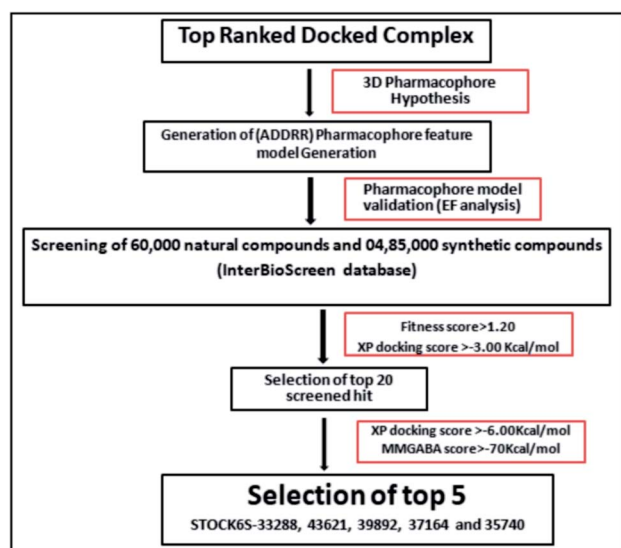 Top Ranked Docked Complex
3D Pharmacophore
Hypothesis
Generation of (ADDRR) Pharmacophore feature
model Generation
Pharmacophore model
validation (EF analysis)
Screening of 60,000 natural compounds and 04,85,000 synthetic compounds
(InterBioScreen database)
Fitness score>1.20
XP docking score >-3.00 Kcal/mol
Selection of top 20
screened hit
XP docking score >-6.00Kcal/mol
MMGABA score>-70Kcal/mol
Selection of top 5
STOCK6S-33288, 43621, 39892, 37164 and 35740